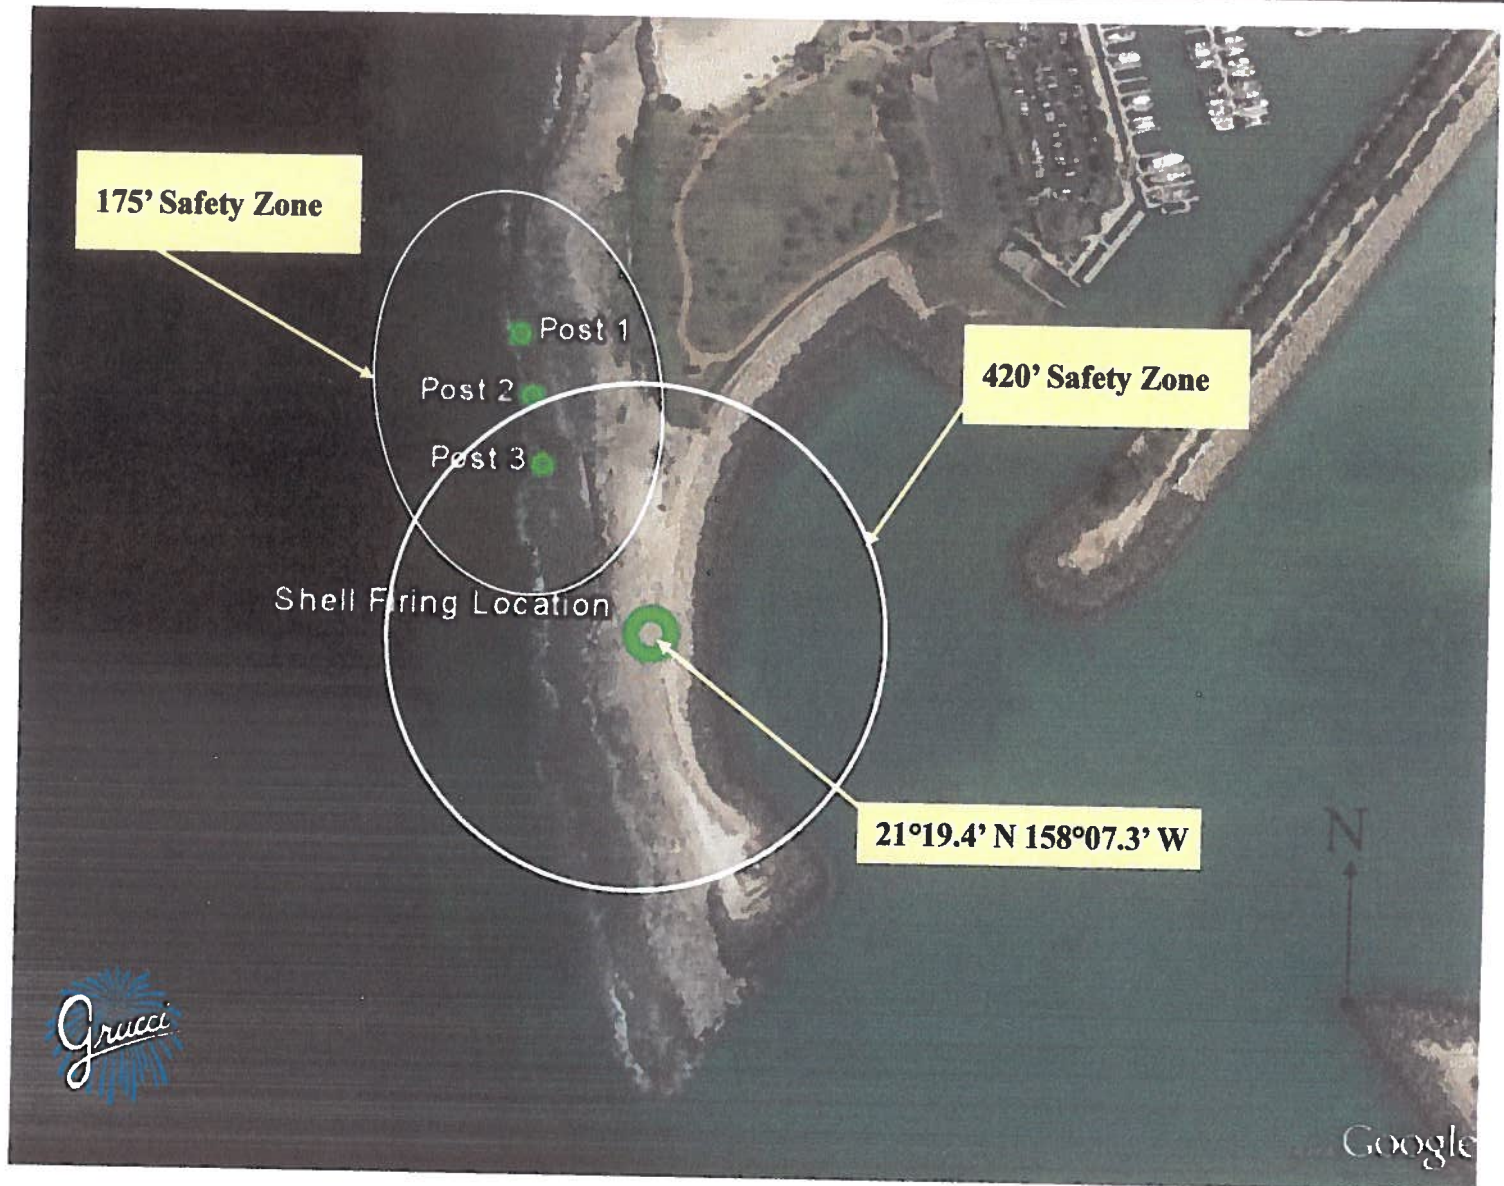 175’ Safety Zone
Post 1
Post 2
420’ Safety Zone
Post 3
Shell Firing Location
21°19.4’ N 158°07.3’ W
N
Grucci
Google